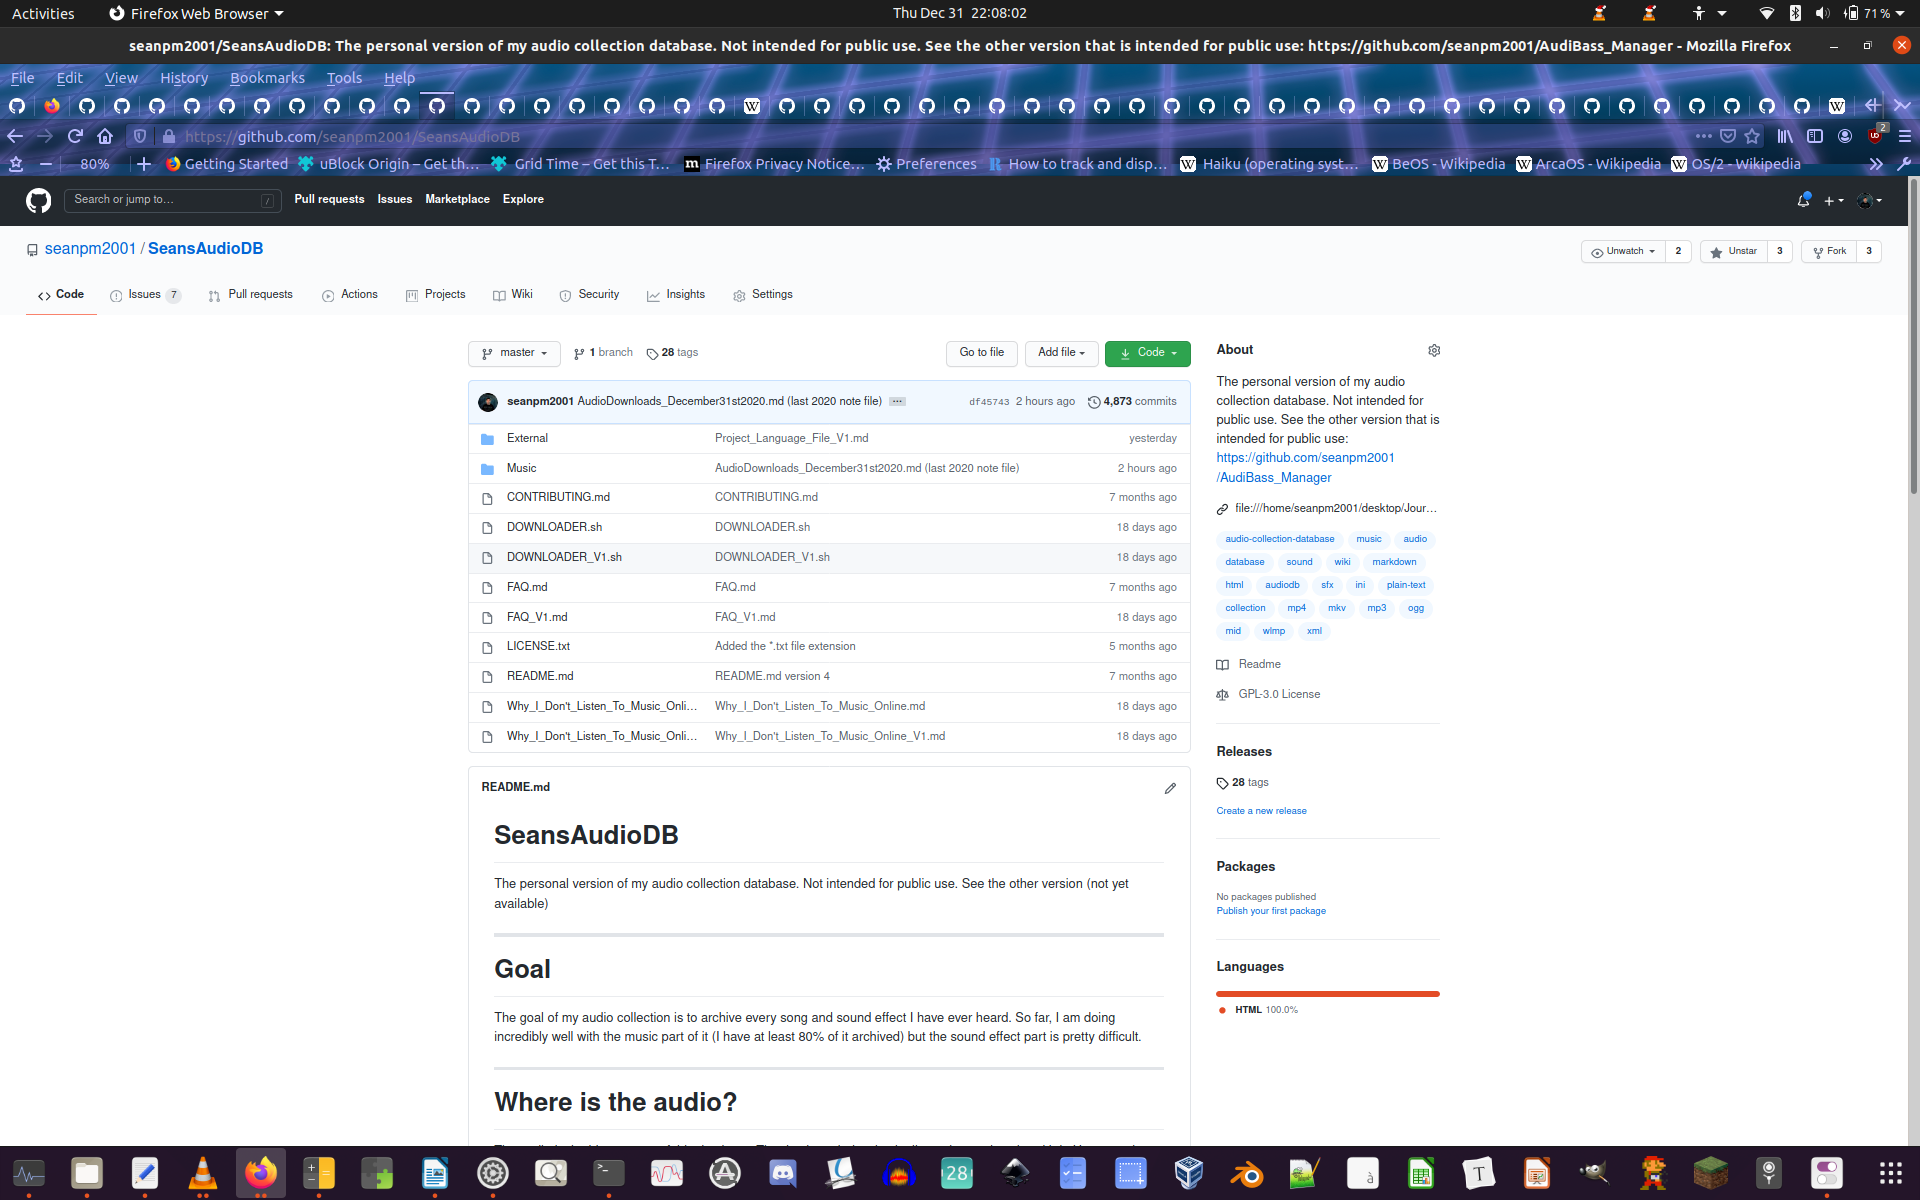 Activities
Firefox Web Browser
Thu Dec 31 22:08:02
71 %
seanpm2001/SeansAudioDB: The personal version of my audio collection database. Not intended for public use. See the other version that is intended for public use: https://github.com/seanpm2001/AudiBass_Manager - Mozilla Firefox
File Edit View History Bookmarks Tools Help
https://github.com/seanpm2001/SeansAudioDB
2
80%
Getting Started
uBlock Origin – Get th…
Grid Time – Get this T…
Firefox Privacy Notice…
Preferences
How to track and disp…
Haiku (operating syst…
BeOS - Wikipedia
ArcaOS - Wikipedia
OS/2 - Wikipedia
Search or jump to…
/
Pull requests Issues Marketplace Explore
seanpm2001 / SeansAudioDB
Unwatch 2
Unstar 3
Fork 3
Code
Issues 7
Pull requests
Actions
Projects
Wiki
Security
Insights
Settings
master
1 branch
28 tags
Go to file
Add file
Code
seanpm2001 AudioDownloads_December31st2020.md (last 2020 note file) …
df45743 2 hours ago
4,873 commits
External Project_Language_File_V1.md yesterday
Music AudioDownloads_December31st2020.md (last 2020 note file) 2 hours ago
CONTRIBUTING.md CONTRIBUTING.md 7 months ago
DOWNLOADER.sh DOWNLOADER.sh 18 days ago
DOWNLOADER_V1.sh DOWNLOADER_V1.sh 18 days ago
FAQ.md FAQ.md 7 months ago
FAQ_V1.md FAQ_V1.md 18 days ago
LICENSE.txt Added the *.txt file extension 5 months ago
README.md README.md version 4 7 months ago
Why_I_Don't_Listen_To_Music_Onli… Why_I_Don't_Listen_To_Music_Online.md 18 days ago
Why_I_Don't_Listen_To_Music_Onli… Why_I_Don't_Listen_To_Music_Online_V1.md 18 days ago
README.md
SeansAudioDB
The personal version of my audio collection database. Not intended for public use. See the other version (not yet
available)
Goal
The goal of my audio collection is to archive every song and sound effect I have ever heard. So far, I am doing
incredibly well with the music part of it (I have at least 80% of it archived) but the sound effect part is pretty difficult.
Where is the audio?
About
The personal version of my audio
collection database. Not intended for
public use. See the other version that is
intended for public use:
https://github.com/seanpm2001
/AudiBass_Manager
file:///home/seanpm2001/desktop/Jour…
audio-collection-database music audio
database sound wiki markdown
html audiodb sfx ini plain-text
collection mp4 mkv mp3 ogg
mid wlmp xml
Readme
GPL-3.0 License
Releases
28 tags
Create a new release
Packages
No packages published
Publish your first package
Languages
HTML 100.0%
28